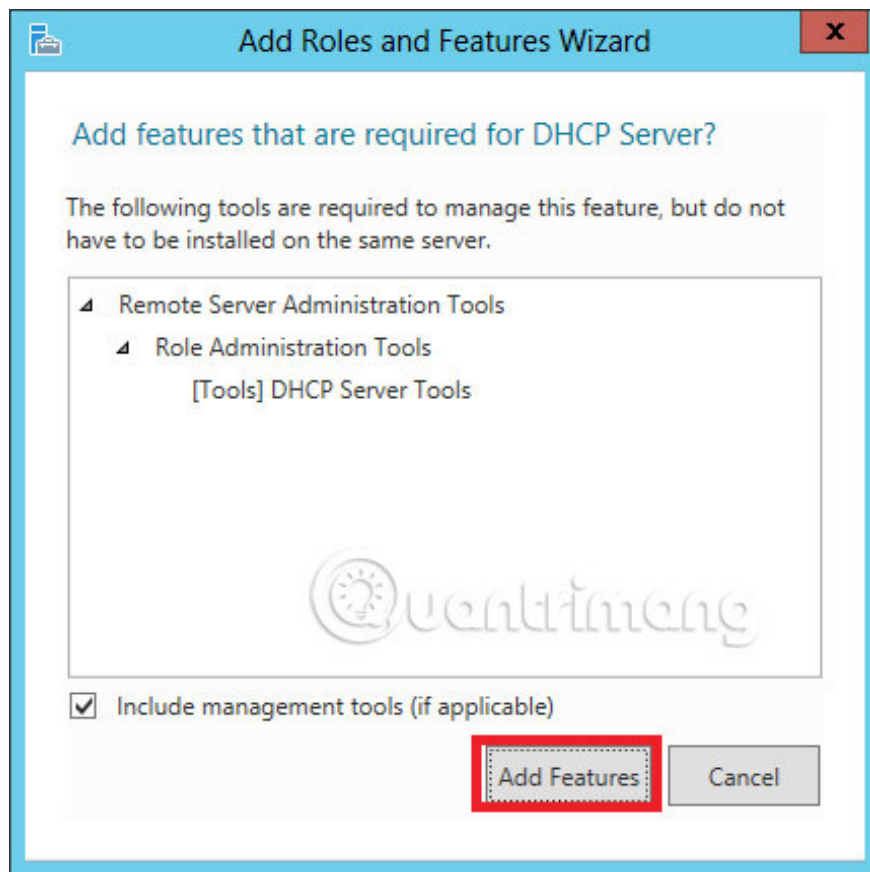 Add Roles and Features Wizard
x
Add features that are required for DHCP Server?
The following tools are required to manage this feature, but do not
have to be installed on the same server.
Remote Server Administration Tools
Role Administration Tools
[Tools] DHCP Server Tools
Quantrimang
Include management tools (if applicable)
Add Features
Cancel